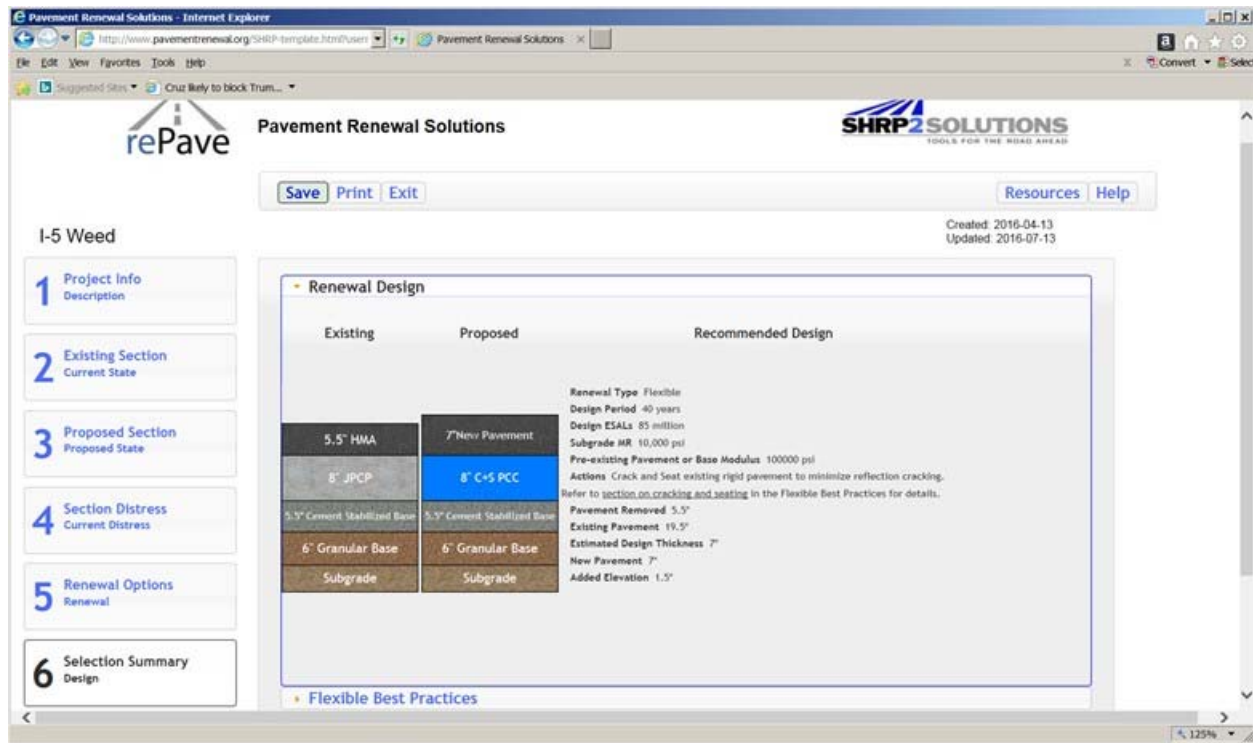 Pavement Renewal Solutions - Internet Explorer
http://www.pavementrenewal.org/SHRP-template.html?user=
Pavement Renewal Solutions
File Edit View Favorites Tools Help
Convert
Selec
Suggested Sites
Cruz likely to block Trum...
rePave
Pavement Renewal Solutions
SHRP2 SOLUTIONS
TOOLS FOR THE ROAD AHEAD
Save Print Exit
Resources Help
I-5 Weed
Created: 2016-04-13
Updated: 2016-07-13
1 Project Info
Description
2 Existing Section
Current State
3 Proposed Section
Proposed State
4 Section Distress
Current Distress
5 Renewal Options
Renewal
6 Selection Summary
Design
Renewal Design
Existing
Proposed
Recommended Design
5.5" HMA
8" JPCP
5.5" Cement Stabilized Base
6" Granular Base
Subgrade
7"New Pavement
8" C+S PCC
5.5" Cement Stabilized Base
6" Granular Base
Subgrade
Renewal Type Flexible
Design Period 40 years
Design ESALs 85 million
Subgrade MR 10,000 psi
Pre-existing Pavement or Base Modulus 100000 psi
Actions Crack and Seat existing rigid pavement to minimize reflection cracking.
Refer to section on cracking and seating in the Flexible Best Practices for details.
Pavement Removed 5.5"
Existing Pavement 19.5"
Estimated Design Thickness 7"
New Pavement 7"
Added Elevation 1.5"
Flexible Best Practices
125%